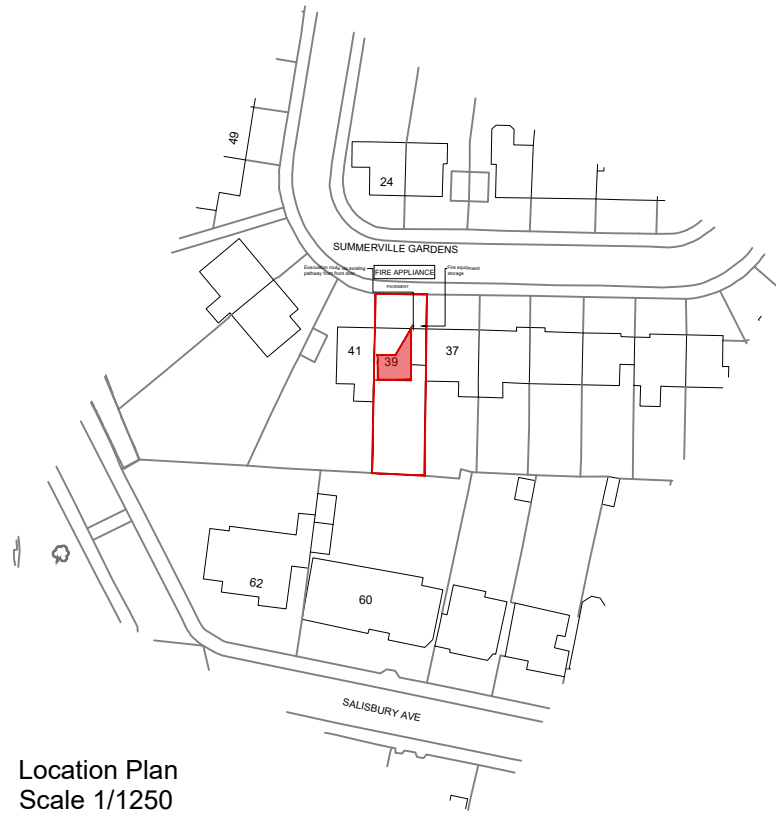 49
24
SUMMERVILLE GARDENS
Evacuation route via existing
pathway from front door
FIRE APPLIANCE
Fire equipment
storage
PAVEMENT
41
39
37
62
60
SALISBURY AVE
Location Plan
Scale 1/1250